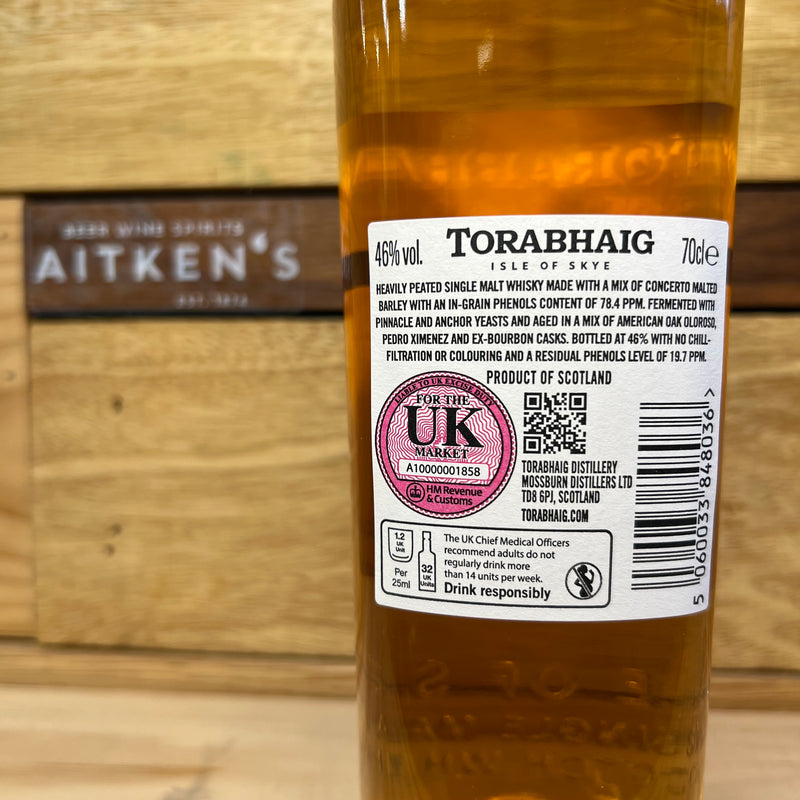 BEER WINE SPIRITS
AITKEN'S
46% vol.
TORABHAIG
70cl e
ISLE OF SKYE
HEAVILY PEATED SINGLE MALT WHISKY MADE WITH A MIX OF CONCERTO MALTED
BARLEY WITH AN IN-GRAIN PHENOLS CONTENT OF 78.4 PPM. FERMENTED WITH
PINNACLE AND ANCHOR YEASTS AND AGED IN A MIX OF AMERICAN OAK OLOROSO,
PEDRO XIMENEZ AND EX-BOURBON CASKS. BOTTLED AT 46% WITH NO CHILL-
FILTRATION OR COLOURING AND A RESIDUAL PHENOLS LEVEL OF 19.7 PPM.
PRODUCT OF SCOTLAND
LIABLE TO UK EXCISE DUTY
FOR THE
UK
MARKET
A10000001858
HM Revenue
& Customs
TORABHAIG DISTILLERY
MOSSBURN DISTILLERS LTD
TD8 6PJ, SCOTLAND
TORABHAIG.COM
5 060033 848036 >
1.2
UK
Unit
Per
25ml
32
UK
Units
The UK Chief Medical Officers
recommend adults do not
regularly drink more
than 14 units per week.
Drink responsibly